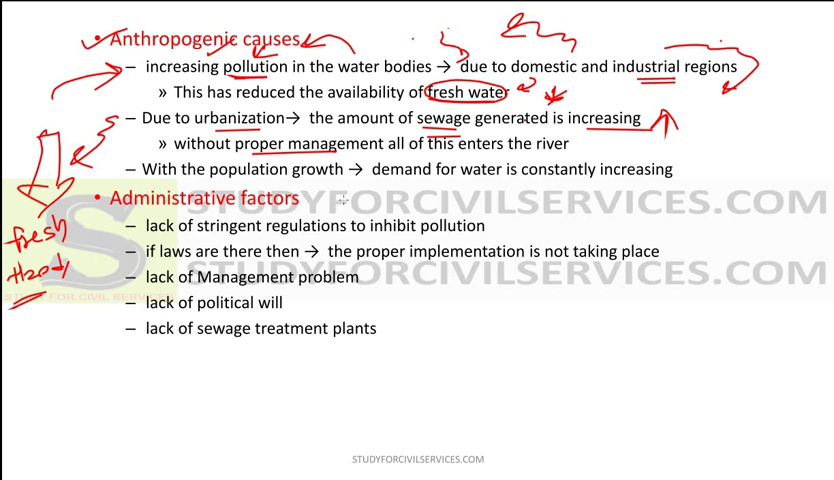 • Anthropogenic causes
– increasing pollution in the water bodies → due to domestic and industrial regions
» This has reduced the availability of fresh water
– Due to urbanization→ the amount of sewage generated is increasing
» without proper management all of this enters the river
– With the population growth → demand for water is constantly increasing
• Administrative factors
STUDYFORCIVILSERVICES.COM
– lack of stringent regulations to inhibit pollution
fresh
– if laws are there then → the proper implementation is not taking place
H2O↓
– lack of Management problem
STUDYFORCIVILSERVICES.COM
STUDY FOR CIVIL SERVICES
– lack of political will
– lack of sewage treatment plants
STUDYFORCIVILSERVICES.COM